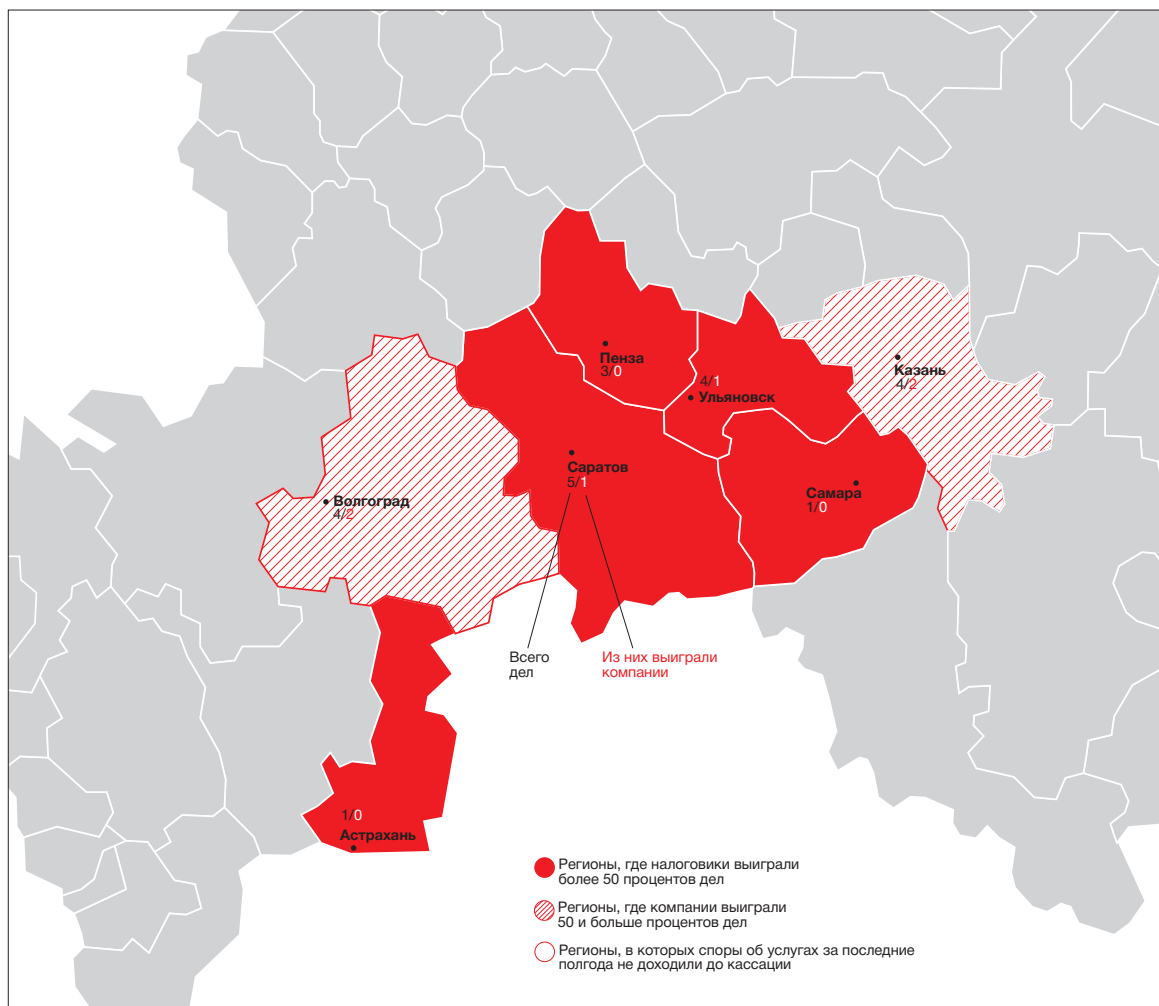 Пенза
3/0
4/1
Ульяновск
Казань
4/2
Саратов
5/1
Самара
1/0
Волгоград
4/2
Всего
дел
Из них выиграли
компании
1/0
Астрахань
Регионы, где налоговики выиграли
более 50 процентов дел
Регионы, где компании выиграли
50 и больше процентов дел
Регионы, в которых споры об услугах за последние
полгода не доходили до кассации